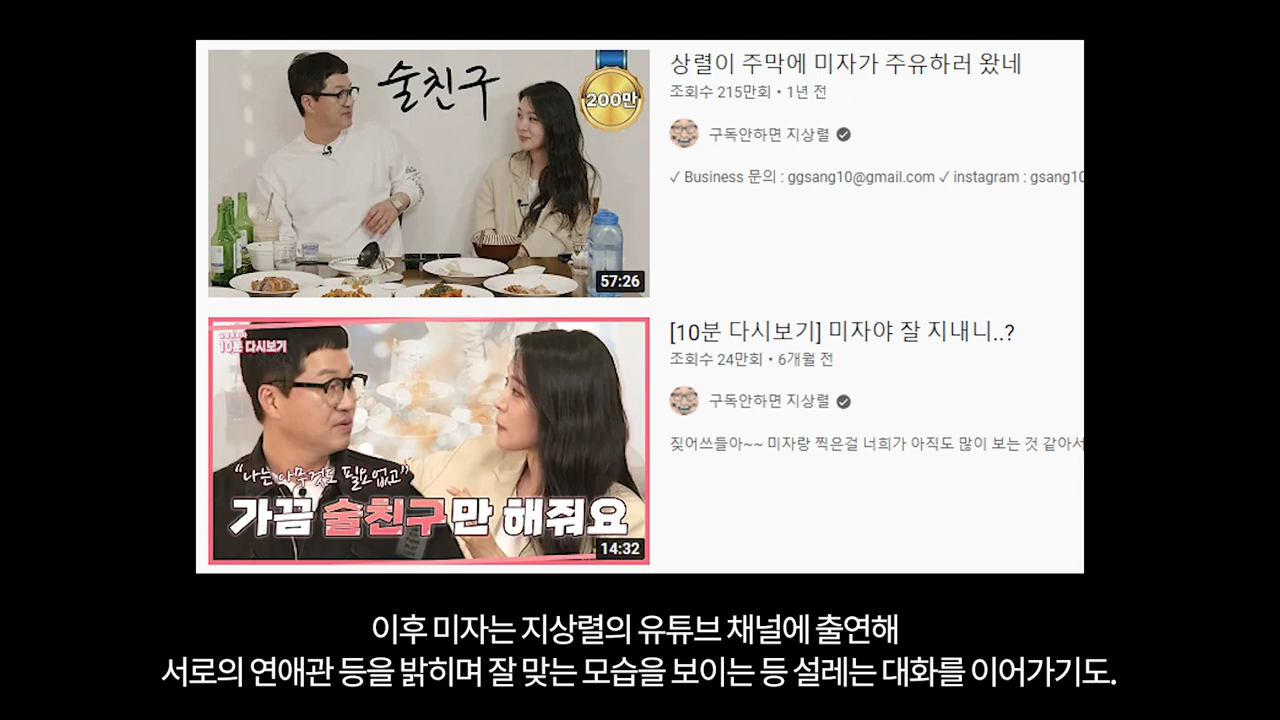 술친구
200만
57:26
상렬이 주막에 미자가 주유하러 왔네
조회수 215만회 • 1년 전
구독안하면 지상렬
✓ Business 문의 : ggsang10@gmail.com ✓ instagram : gsang10
10분 다시보기
"나는 아무것도 필요없고"
가끔 술친구만 해줘요
14:32
[10분 다시보기] 미자야 잘 지내니..?
조회수 24만회 • 6개월 전
구독안하면 지상렬
짖어쓰들아~~ 미자랑 찍은걸 너희가 아직도 많이 보는 것 같아서
이후 미자는 지상렬의 유튜브 채널에 출연해
서로의 연애관 등을 밝히며 잘 맞는 모습을 보이는 등 설레는 대화를 이어가기도.